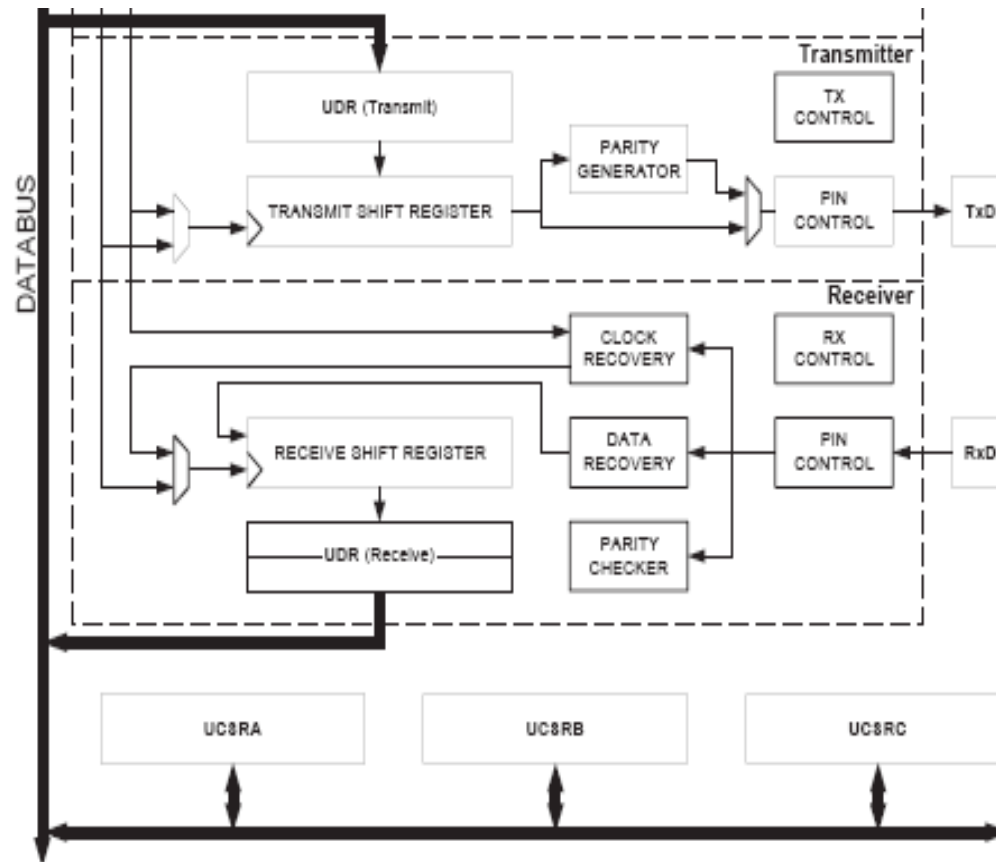 Transmitter
TX
CONTROL
UDR (Transmit)
PARITY
GENERATOR
TRANSMIT SHIFT REGISTER
PIN
CONTROL
TxD
DATABUS
Receiver
CLOCK
RECOVERY
RX
CONTROL
RECEIVE SHIFT REGISTER
DATA
RECOVERY
PIN
CONTROL
RxD
UDR (Receive)
PARITY
CHECKER
UCSRA
UCSRB
UCSRC